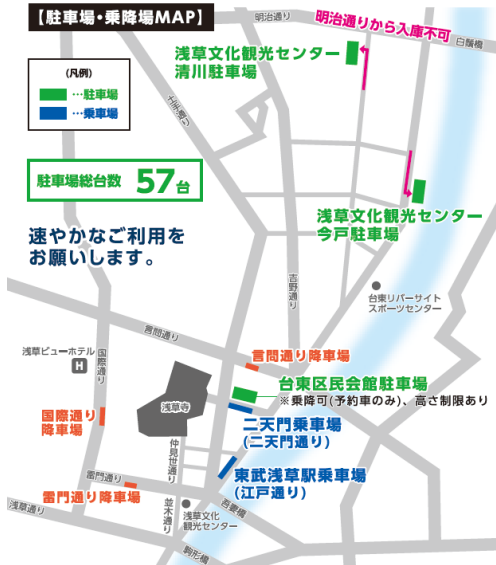 【駐車場・乗降場MAP】
明治通り
明治通りから入庫不可
白鬚橋
浅草文化観光センター
清川駐車場
(凡例)
…駐車場
…乗車場
土手通り
駐車場総台数 57台
浅草文化観光センター
今戸駐車場
速やかなご利用を
お願いします。
吉野通り
台東リバーサイト
スポーツセンター
言問通り
国際通り
浅草ビューホテル
H
言問通り降車場
台東区民会館駐車場
※乗降可(予約車のみ)、高さ制限あり
浅草寺
国際通り
降車場
二天門乗車場
(二天門通り)
仲見世通り
東武浅草駅乗車場
(江戸通り)
雷門通り
雷門通り降車場
浅草通り
並木通り
浅草文化
観光センター
吾妻橋
駒形橋